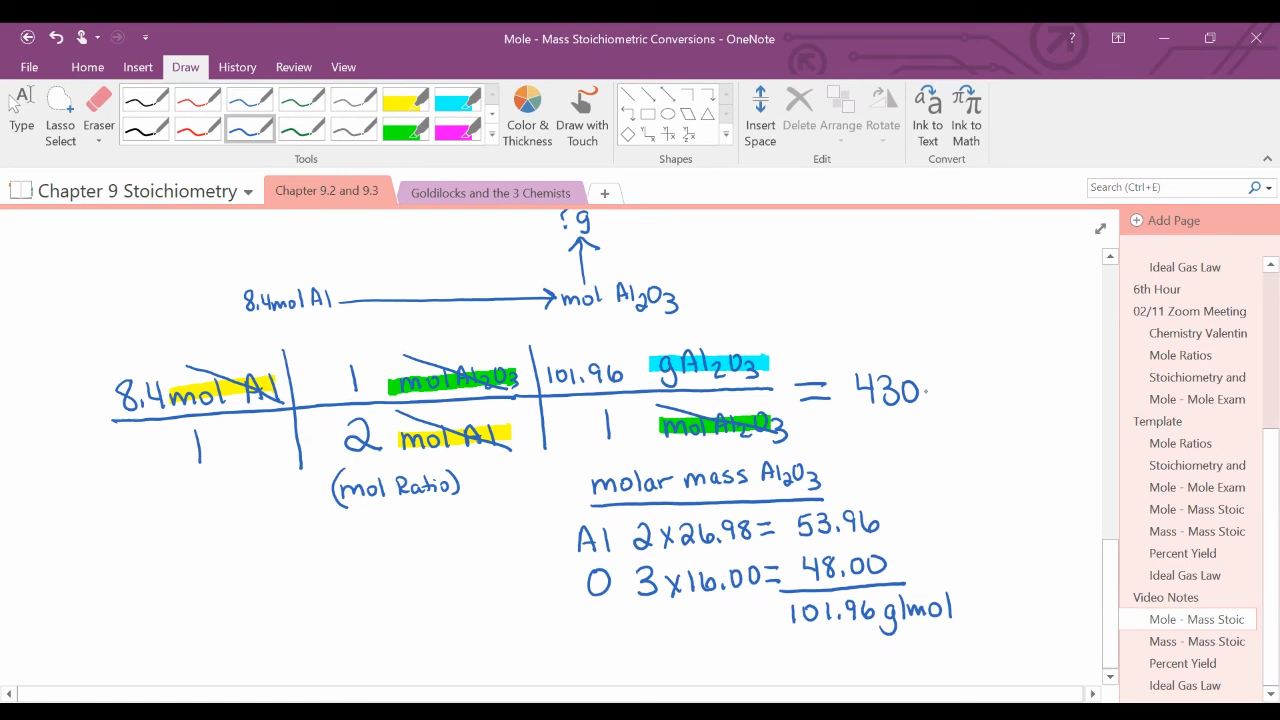 Mole - Mass Stoichiometric Conversions - OneNote
?
File Home Insert Draw History Review View
Type Lasso Select Eraser Color & Thickness Draw with Touch Insert Space Delete Arrange Rotate Ink to Text Ink to Math
Tools Shapes Edit Convert
Chapter 9 Stoichiometry Chapter 9.2 and 9.3 Goldilocks and the 3 Chemists Search (Ctrl+E)
Add Page
Ideal Gas Law
6th Hour
02/11 Zoom Meeting
Chemistry Valentin
Mole Ratios
Stoichiometry and
Mole - Mole Exam
Template
Mole Ratios
Stoichiometry and
Mole - Mole Exam
Mole - Mass Stoic
Mass - Mass Stoic
Percent Yield
Ideal Gas Law
Video Notes
Mole - Mass Stoic
Mass - Mass Stoic
Percent Yield
Ideal Gas Law
? g
8.4 mol Al → mol Al₂O₃
8.4 mol Al 1 mol Al₂O₃ 101.96 g Al₂O₃ = 430
1 2 mol Al 1 mol Al₂O₃
(mol Ratio)
molar mass Al₂O₃
Al 2 x 26.98 = 53.96
O 3 x 16.00 = 48.00
101.96 g/mol